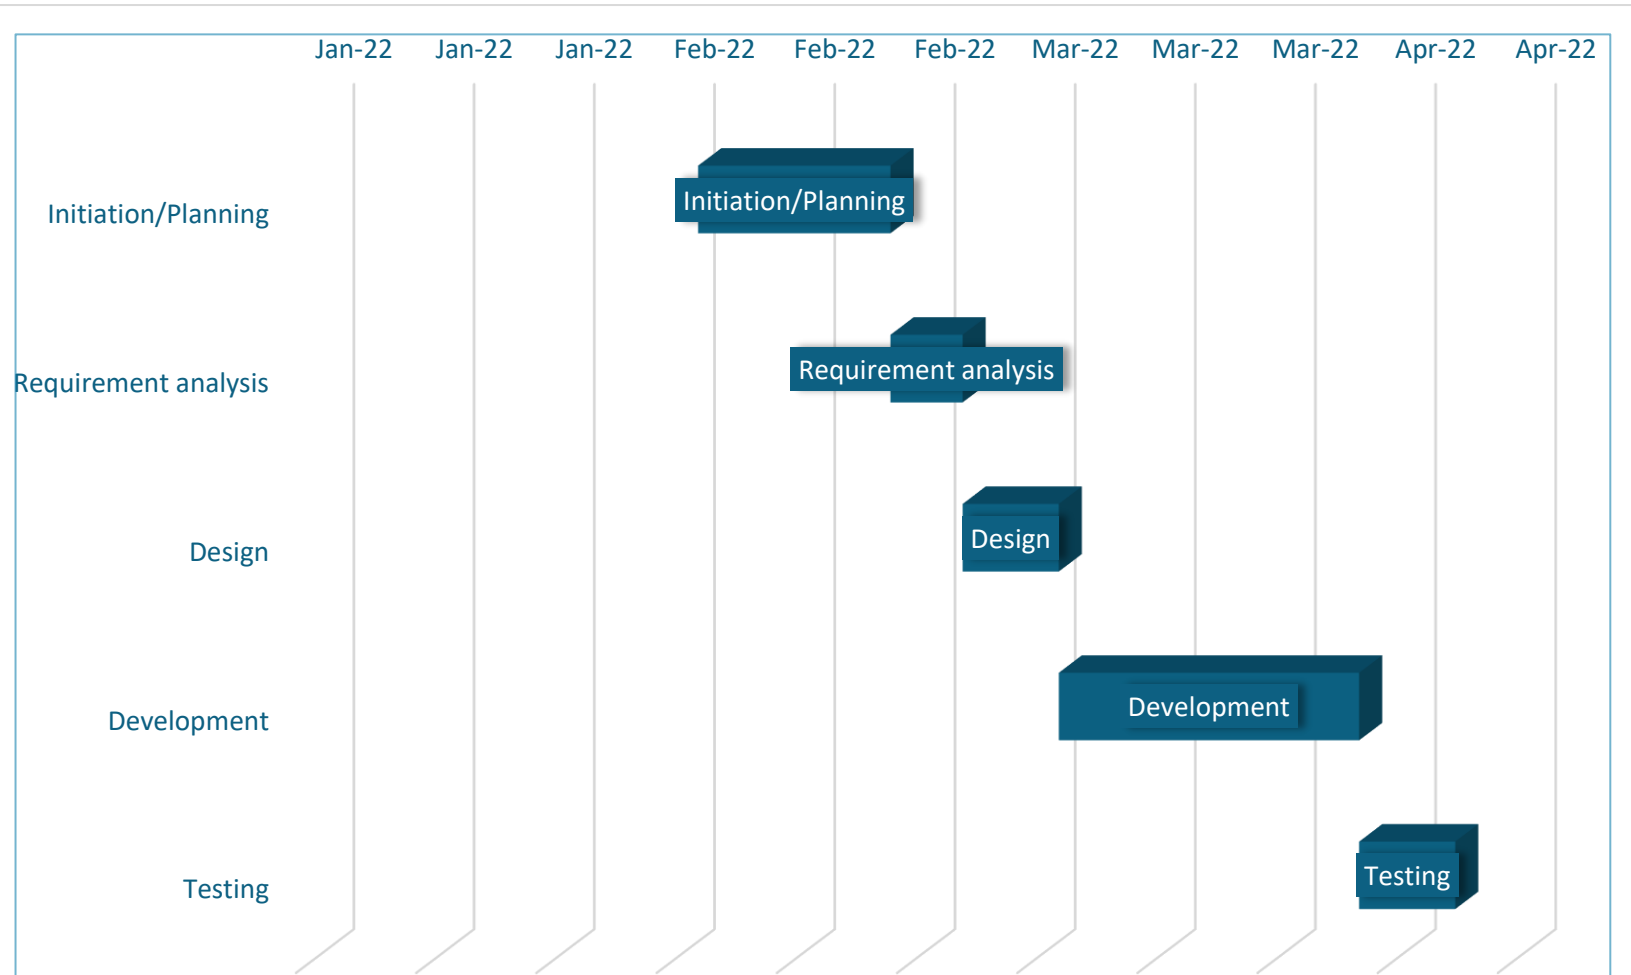 Jan-22 Jan-22 Jan-22 Feb-22 Feb-22 Feb-22 Mar-22 Mar-22 Mar-22 Apr-22 Apr-22
Initiation/Planning Initiation/Planning
Requirement analysis Requirement analysis
Design Design
Development Development
Testing Testing